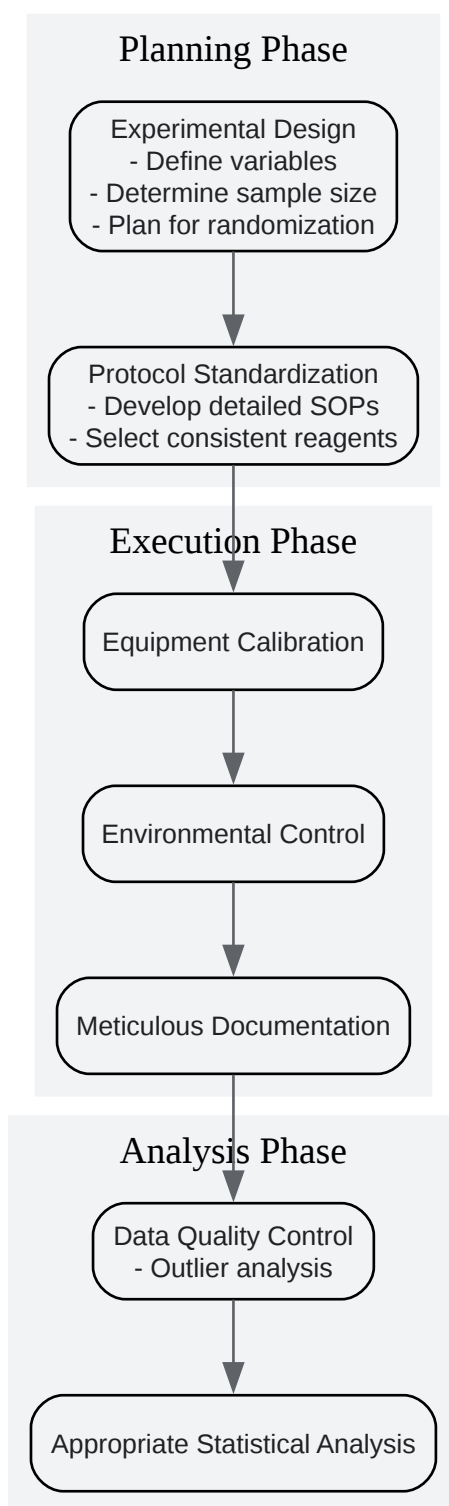 Planning Phase
Experimental Design
- Define variables
- Determine sample size
- Plan for randomization
Protocol Standardization
- Develop detailed SOPs
- Select consistent reagents
Execution Phase
Equipment Calibration
Environmental Control
Meticulous Documentation
Analysis Phase
Data Quality Control
- Outlier analysis
Appropriate Statistical Analysis